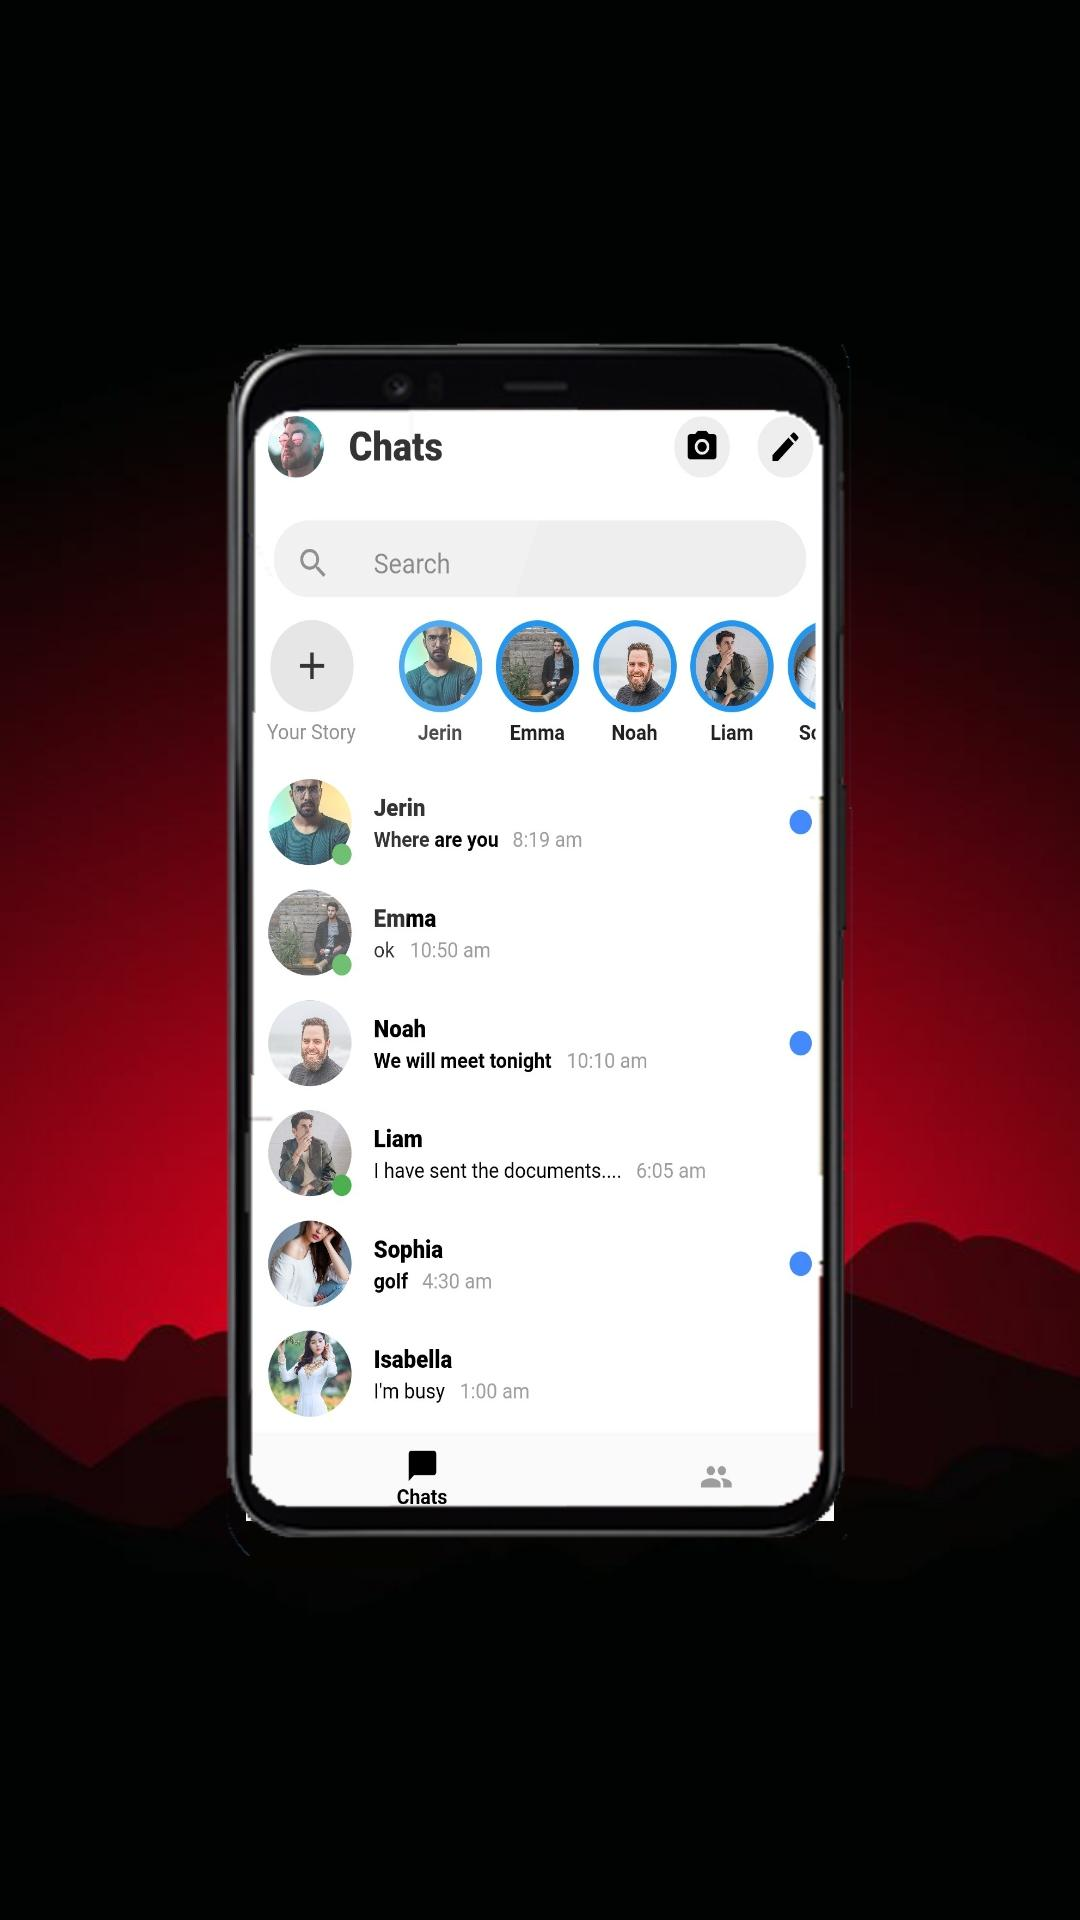 Chats
Search
Your Story
Jerin
Emma
Noah
Liam
So
Jerin
Where are you 8:19 am
Emma
ok 10:50 am
Noah
We will meet tonight 10:10 am
Liam
I have sent the documents.... 6:05 am
Sophia
golf 4:30 am
Isabella
I'm busy 1:00 am
Chats